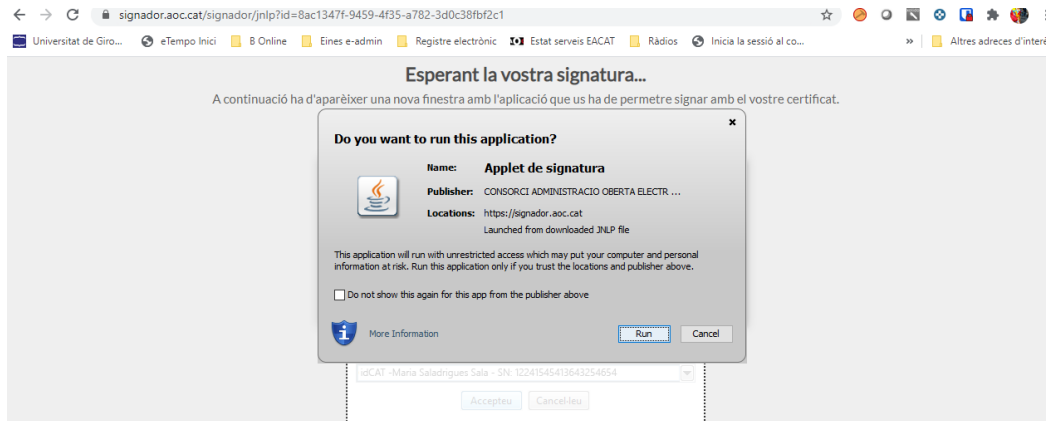 signador.aoc.cat/signador/jnlp?id=8ac1347f-9459-4f35-a782-3d0c38fbf2c1
Universitat de Giro... eTempo Inici B Online Eines e-admin Registre electrònic Estat serveis EACAT Ràdios Inicia la sessió al co... » Altres adreces d'interè
Esperant la vostra signatura...
A continuació ha d'aparèixer una nova finestra amb l'aplicació que us ha de permetre signar amb el vostre certificat.
Do you want to run this application?
Name: Applet de signatura
Publisher: CONSORCI ADMINISTRACIO OBERTA ELECTR ...
Locations: https://signador.aoc.cat
Launched from downloaded JNLP file
This application will run with unrestricted access which may put your computer and personal
information at risk. Run this application only if you trust the locations and publisher above.
Do not show this again for this app from the publisher above
More Information Run Cancel
idCAT -Maria Saladrigues Sala - SN: 12241545413643254654
Accepteu Cancel·leu